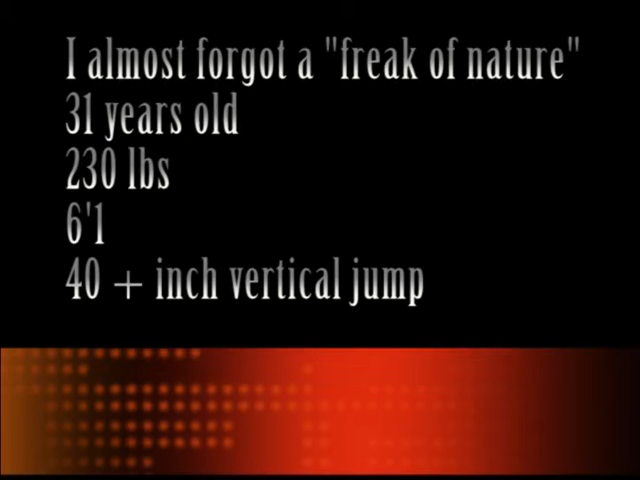 I almost forgot a "freak of nature"
31 years old
230 lbs
6'1
40 + inch vertical jump